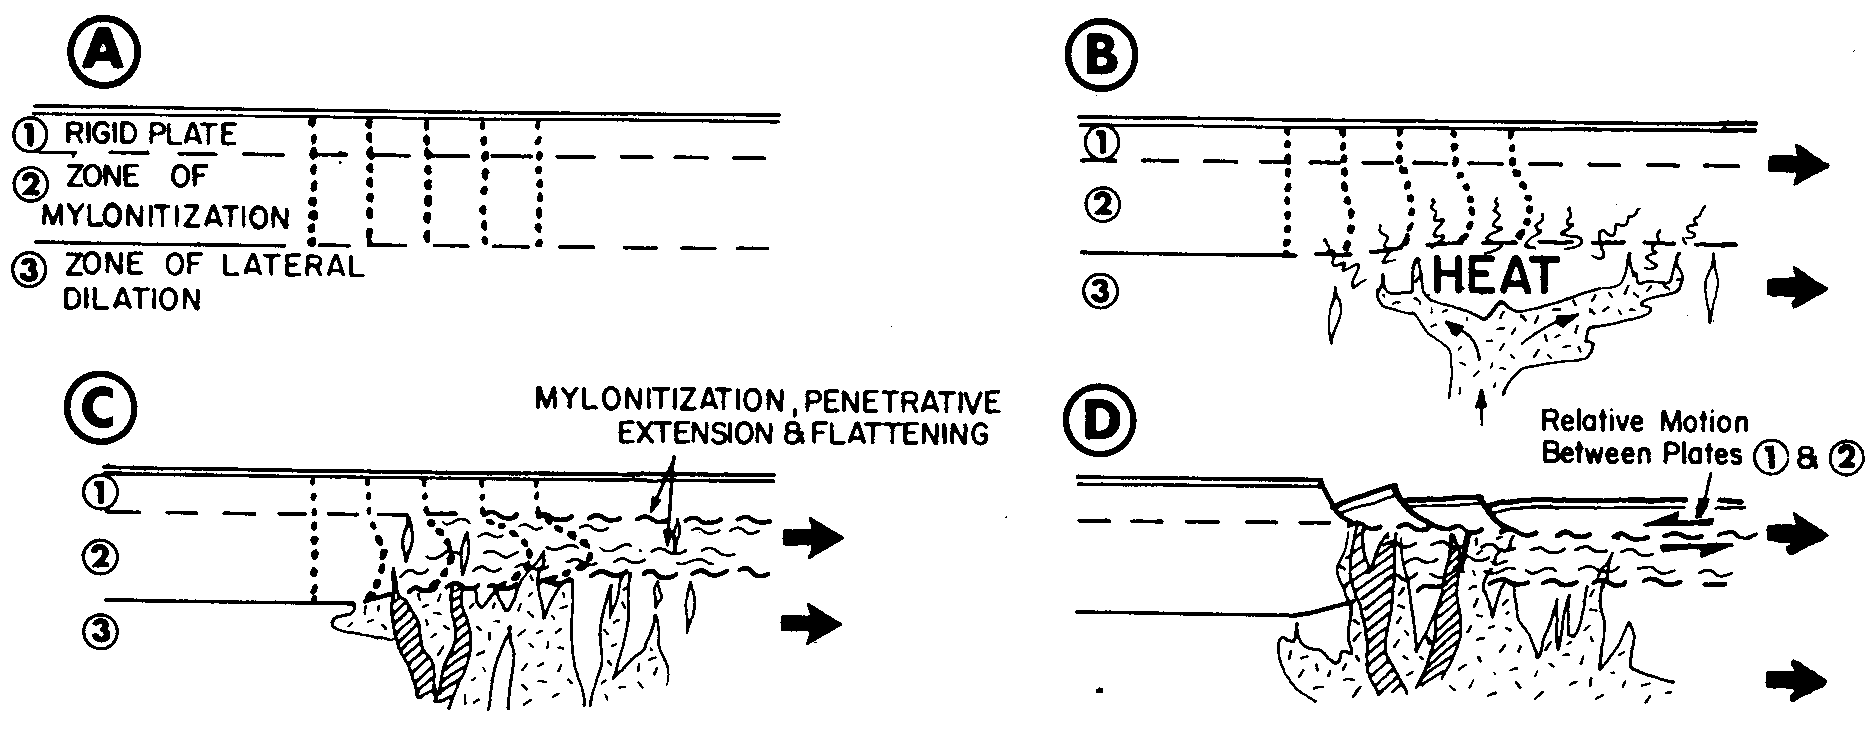 A
① RIGID PLATE
② ZONE OF
MYLONITIZATION
③ ZONE OF LATERAL
DILATION
B
①
②
③
HEAT
C
MYLONITIZATION, PENETRATIVE
EXTENSION & FLATTENING
①
②
③
D
Relative Motion
Between Plates ① & ②